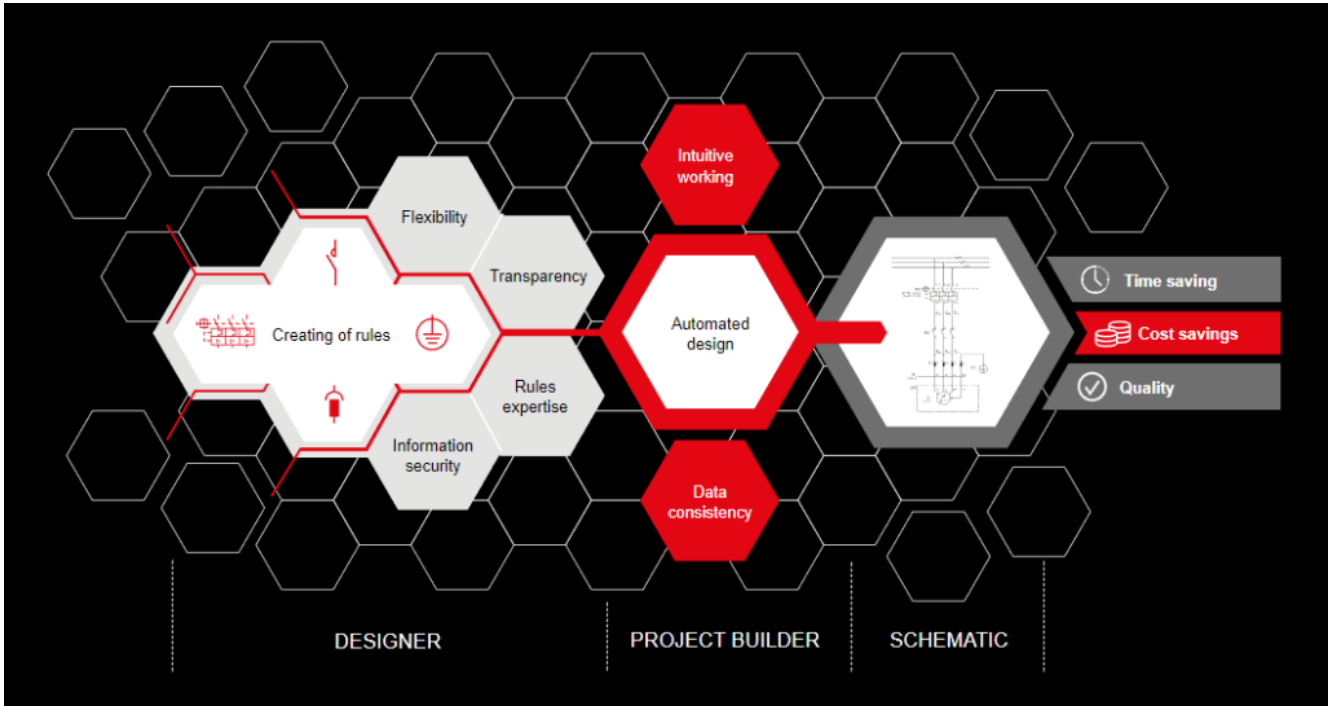 Intuitive
working
Flexibility
Transparency
Creating of rules
Automated
design
Rules
expertise
Information
security
Data
consistency
Time saving
Cost savings
Quality
DESIGNER
PROJECT BUILDER
SCHEMATIC